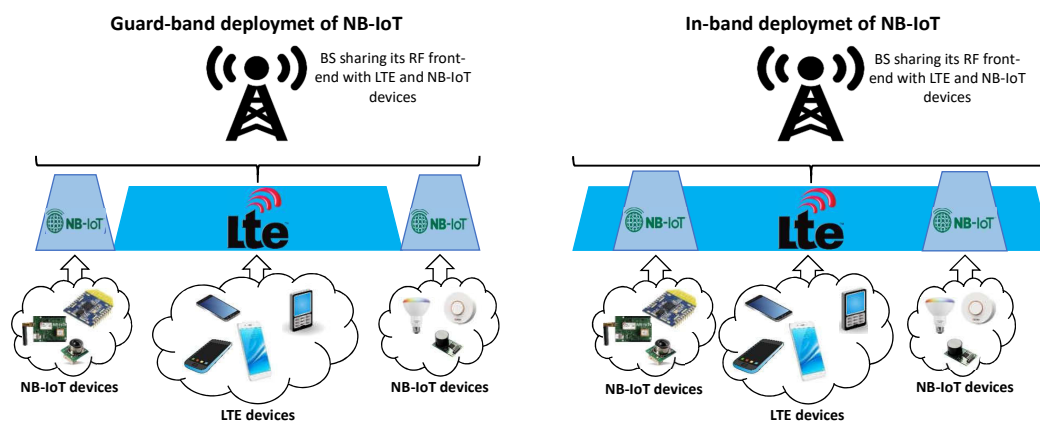 Guard-band deploymet of NB-IoT
BS sharing its RF front-
end with LTE and NB-IoT
devices
NB-IoT
Lte
NB-IoT
NB-IoT devices
LTE devices
NB-IoT devices
In-band deploymet of NB-IoT
BS sharing its RF front-
end with LTE and NB-IoT
devices
NB-IoT
Lte
NB-IoT
NB-IoT devices
LTE devices
NB-IoT devices